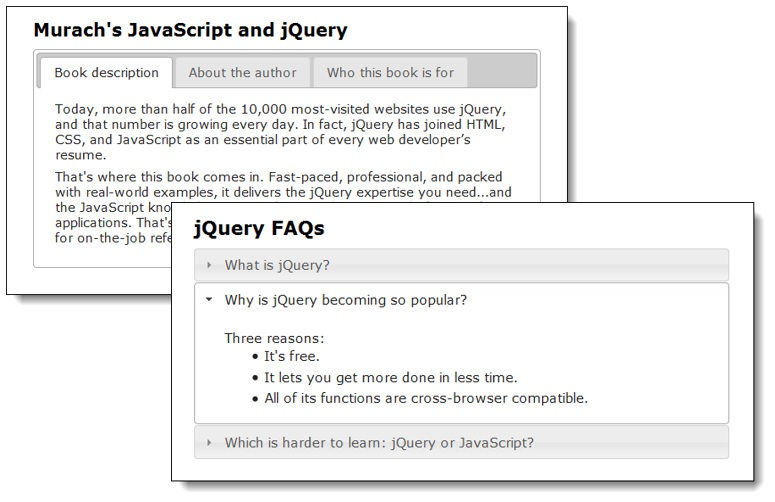 Murach's JavaScript and jQuery
Book description
About the author
Who this book is for
Today, more than half of the 10,000 most-visited websites use jQuery,
and that number is growing every day. In fact, jQuery has joined HTML,
CSS, and JavaScript as an essential part of every web developer’s
resume.
That's where this book comes in. Fast-paced, professional, and packed
with real-world examples, it delivers the jQuery expertise you need...and
the JavaScript
applications.
for on-the-job
jQuery FAQs
What is jQuery?
Why is jQuery becoming so popular?
Three reasons:
• It's free.
• It lets you get more done in less time.
• All of its functions are cross-browser compatible.
Which is harder to learn: jQuery or JavaScript?